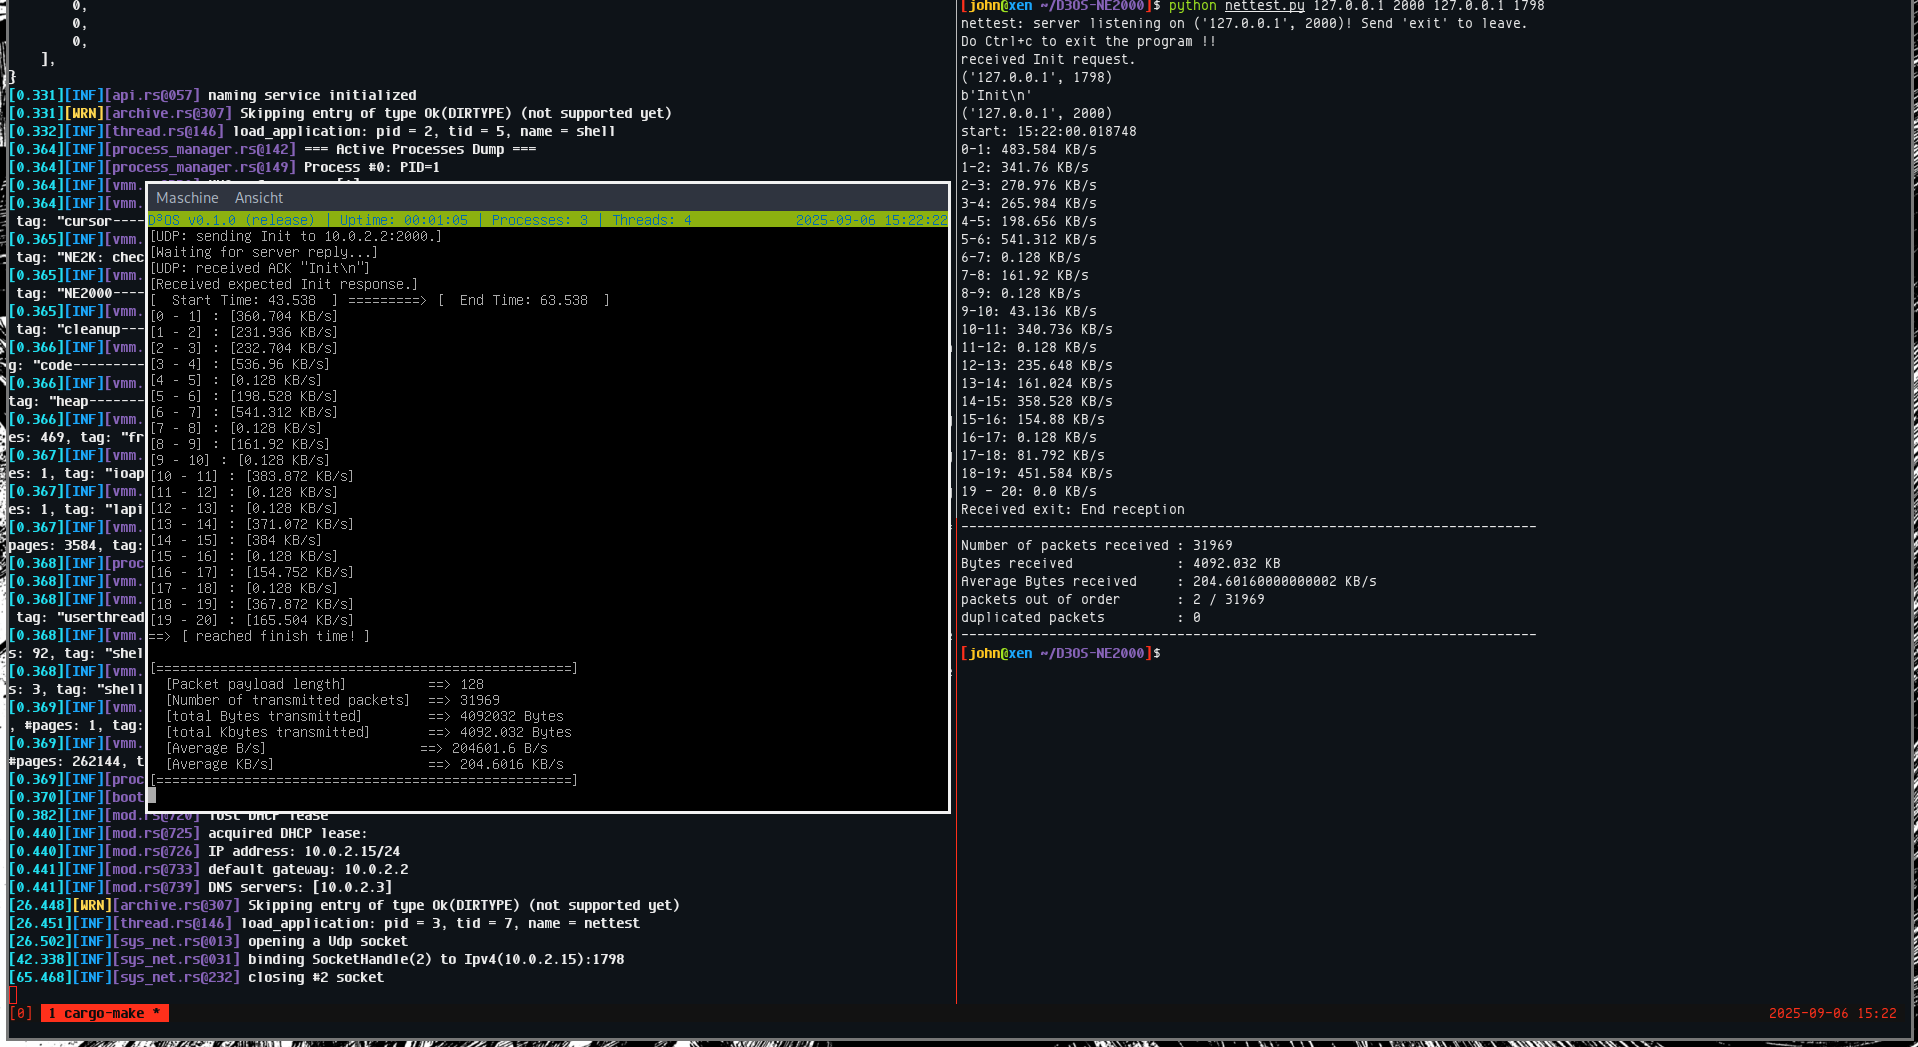 0,
0,
0,
],
}
[0.331][INF][api.rs@057] naming service initialized
[0.331][WRN][archive.rs@307] Skipping entry of type Ok(DIRTYPE) (not supported yet)
[0.332][INF][thread.rs@146] load_application: pid = 2, tid = 5, name = shell
[0.364][INF][process_manager.rs@142] === Active Processes Dump ===
[0.364][INF][process_manager.rs@149] Process #0: PID=1
[0.364][INF][vmm.
[0.364][INF][vmm.
tag: "cursor----
[0.365][INF][vmm.
tag: "NE2K: chec
[0.365][INF][vmm.
tag: "NE2000----
[0.365][INF][vmm.
tag: "cleanup---
[0.366][INF][vmm.
g: "code---------
[0.366][INF][vmm.
tag: "heap-------
[0.366][INF][vmm.
es: 469, tag: "fr
[0.367][INF][vmm.
es: 1, tag: "ioap
[0.367][INF][vmm.
es: 1, tag: "lapi
[0.367][INF][vmm.
pages: 3584, tag:
[0.368][INF][proc
[0.368][INF][vmm.
[0.368][INF][vmm.
tag: "userthread
[0.368][INF][vmm.
s: 92, tag: "shel
[0.368][INF][vmm.
s: 3, tag: "shell
[0.369][INF][vmm.
, #pages: 1, tag:
[0.369][INF][vmm.
#pages: 262144, t
[0.369][INF][proc
[0.370][INF][boot
[0.382][INF][mod.rs@720] lost DHCP lease
[0.440][INF][mod.rs@725] acquired DHCP lease:
[0.440][INF][mod.rs@726] IP address: 10.0.2.15/24
[0.441][INF][mod.rs@733] default gateway: 10.0.2.2
[0.441][INF][mod.rs@739] DNS servers: [10.0.2.3]
[26.448][WRN][archive.rs@307] Skipping entry of type Ok(DIRTYPE) (not supported yet)
[26.451][INF][thread.rs@146] load_application: pid = 3, tid = 7, name = nettest
[26.502][INF][sys_net.rs@013] opening a Udp socket
[42.338][INF][sys_net.rs@031] binding SocketHandle(2) to Ipv4(10.0.2.15):1798
[65.468][INF][sys_net.rs@232] closing #2 socket
Maschine Ansicht
D³OS v0.1.0 (release) | Uptime: 00:01:05 | Processes: 3 | Threads: 4 2025-09-06 15:22:22
[UDP: sending Init to 10.0.2.2:2000.]
[Waiting for server reply...]
[UDP: received ACK "Init\n"]
[Received expected Init response.]
[ Start Time: 43.538 ] =========> [ End Time: 63.538 ]
[0 - 1] : [360.704 KB/s]
[1 - 2] : [231.936 KB/s]
[2 - 3] : [232.704 KB/s]
[3 - 4] : [536.96 KB/s]
[4 - 5] : [0.128 KB/s]
[5 - 6] : [198.528 KB/s]
[6 - 7] : [541.312 KB/s]
[7 - 8] : [0.128 KB/s]
[8 - 9] : [161.92 KB/s]
[9 - 10] : [0.128 KB/s]
[10 - 11] : [383.872 KB/s]
[11 - 12] : [0.128 KB/s]
[12 - 13] : [0.128 KB/s]
[13 - 14] : [371.072 KB/s]
[14 - 15] : [384 KB/s]
[15 - 16] : [0.128 KB/s]
[16 - 17] : [154.752 KB/s]
[17 - 18] : [0.128 KB/s]
[18 - 19] : [367.872 KB/s]
[19 - 20] : [165.504 KB/s]
==> [ reached finish time! ]
[====================================================]
[Packet payload length] ==> 128
[Number of transmitted packets] ==> 31969
[total Bytes transmitted] ==> 4092032 Bytes
[total Kbytes transmitted] ==> 4092.032 Bytes
[Average B/s] ==> 204601.6 B/s
[Average KB/s] ==> 204.6016 KB/s
[====================================================]
[john@xen ~/D3OS-NE2000]$ python nettest.py 127.0.0.1 2000 127.0.0.1 1798
nettest: server listening on ('127.0.0.1', 2000)! Send 'exit' to leave.
Do Ctrl+c to exit the program !!
received Init request.
('127.0.0.1', 1798)
b'Init\n'
('127.0.0.1', 2000)
start: 15:22:00.018748
0-1: 483.584 KB/s
1-2: 341.76 KB/s
2-3: 270.976 KB/s
3-4: 265.984 KB/s
4-5: 198.656 KB/s
5-6: 541.312 KB/s
6-7: 0.128 KB/s
7-8: 161.92 KB/s
8-9: 0.128 KB/s
9-10: 43.136 KB/s
10-11: 340.736 KB/s
11-12: 0.128 KB/s
12-13: 235.648 KB/s
13-14: 161.024 KB/s
14-15: 358.528 KB/s
15-16: 154.88 KB/s
16-17: 0.128 KB/s
17-18: 81.792 KB/s
18-19: 451.584 KB/s
19 - 20: 0.0 KB/s
Received exit: End reception
------------------------------------------------------------------------
Number of packets received : 31969
Bytes received : 4092.032 KB
Average Bytes received : 204.60160000000002 KB/s
packets out of order : 2 / 31969
duplicated packets : 0
------------------------------------------------------------------------
[john@xen ~/D3OS-NE2000]$
[0] 1 cargo-make * 2025-09-06 15:22